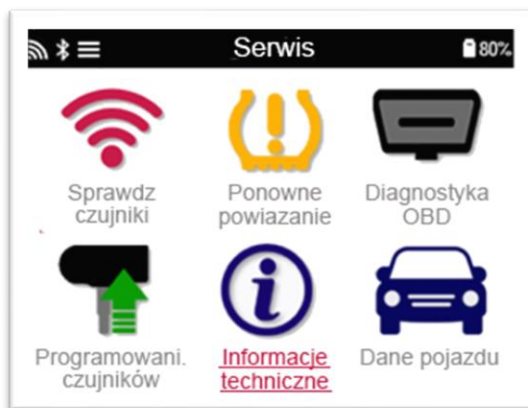 Serwis
80%
Sprawdz
czujniki
Ponowne
powiazanie
Diagnostyka
OBD
Programowani.
czujników
Informacje
techniczne
Dane pojazdu